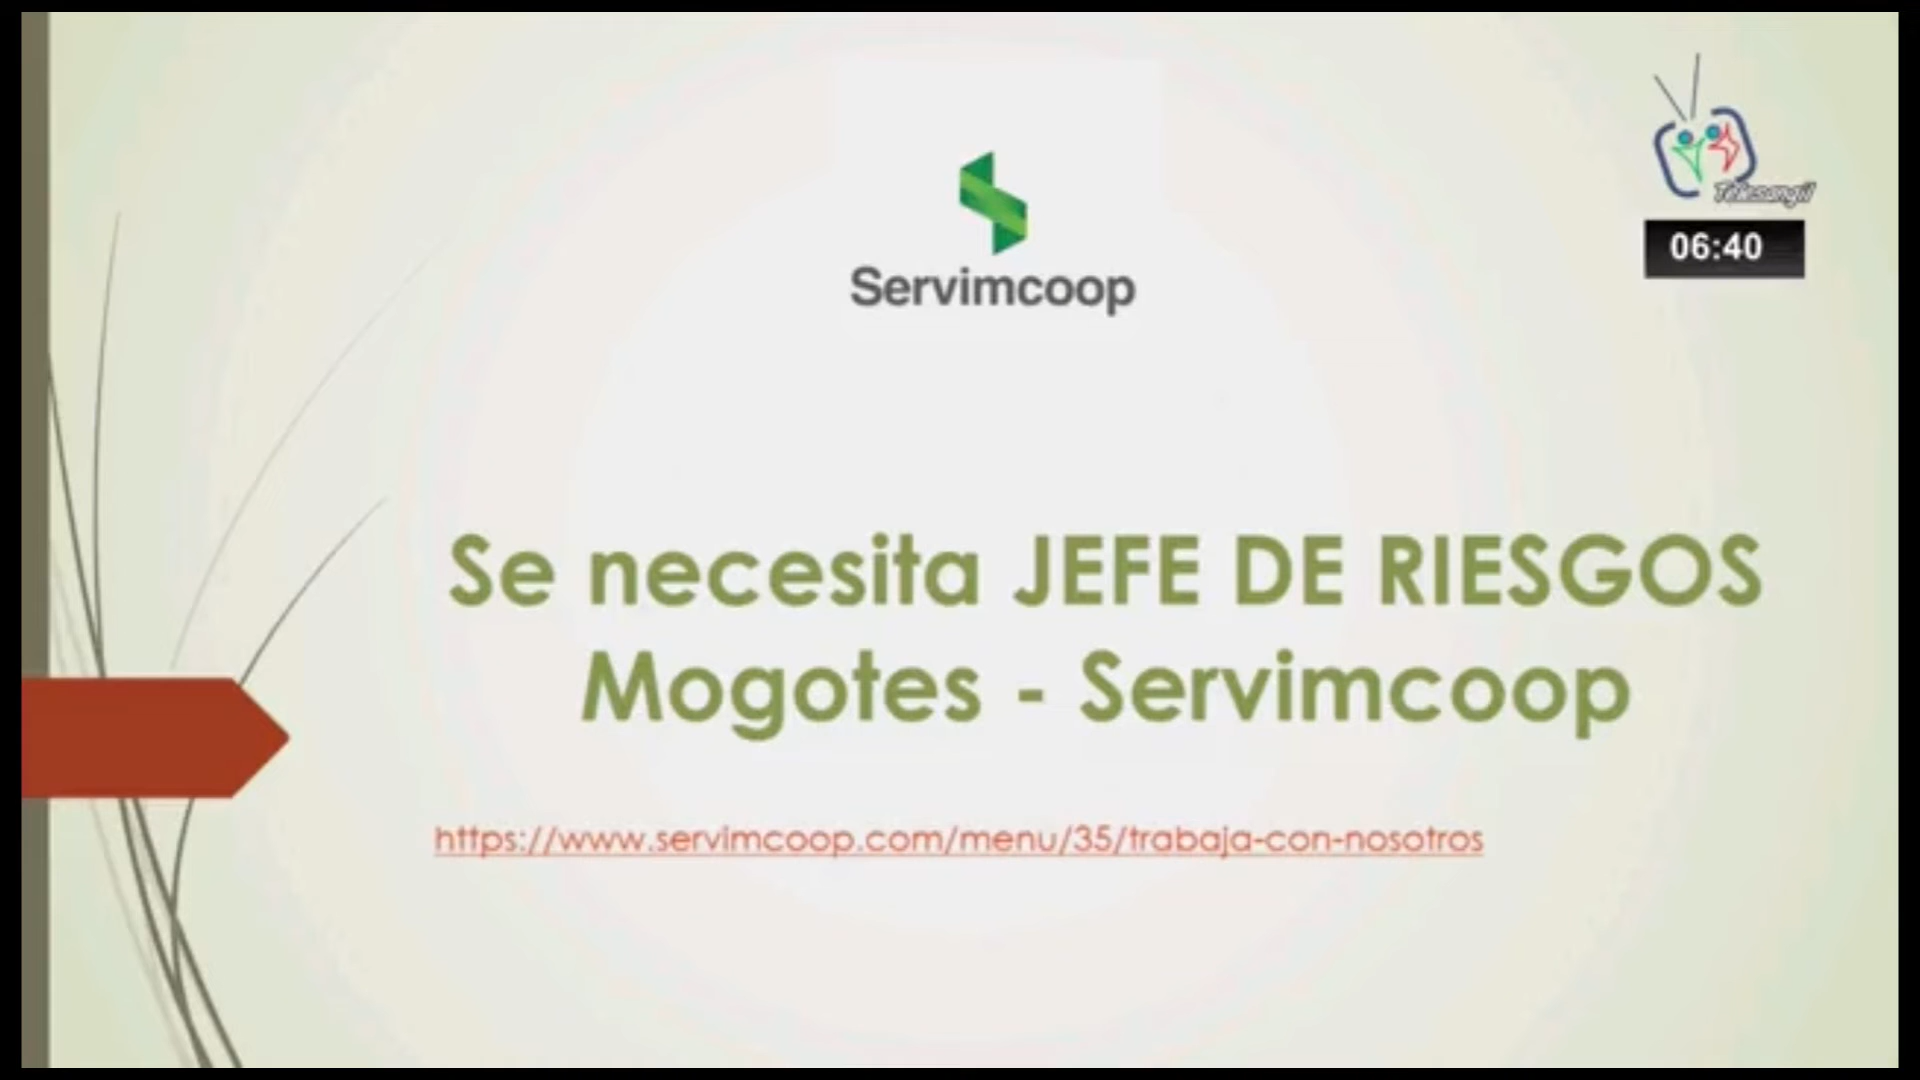 Telesangil
06:40
Servimcoop
Se necesita JEFE DE RIESGOS
Mogotes - Servimcoop
https://www.servimcoop.com/menu/35/trabaja-con-nosotros